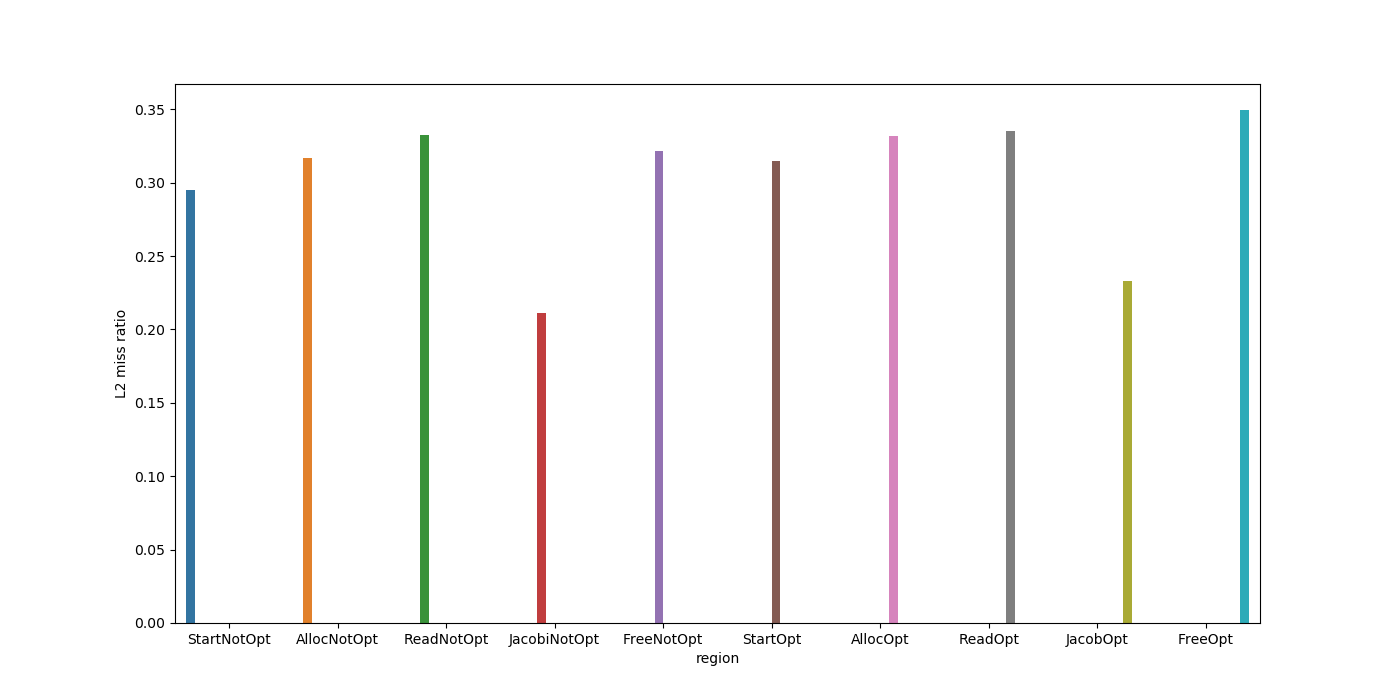 0.35
0.30
0.25
0.20
0.15
0.10
0.05
0.00
L2 miss ratio
StartNotOpt AllocNotOpt ReadNotOpt JacobiNotOpt FreeNotOpt StartOpt AllocOpt ReadOpt JacobOpt FreeOpt
region